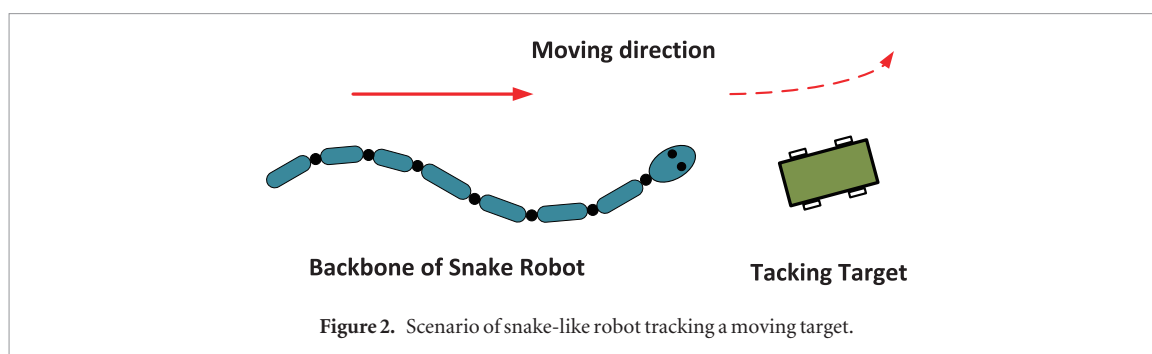 Moving direction
Backbone of Snake Robot
Tacking Target
Figure 2. Scenario of snake-like robot tracking a moving target.